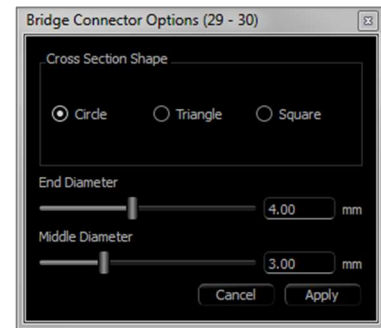 Bridge Connector Options (29 - 30)
Cross Section Shape
Circle Triangle Square
End Diameter
4.00 mm
Middle Diameter
3.00 mm
Cancel Apply